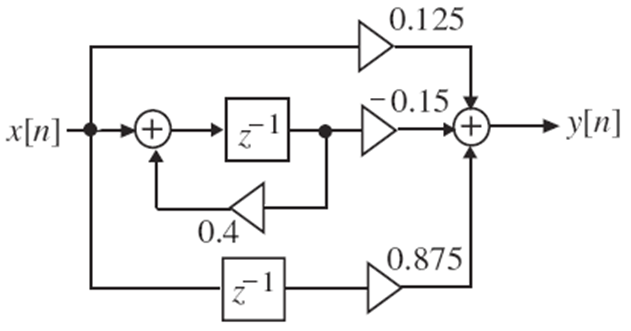 0.125
x[n]
+
z⁻¹
-0.15
+
y[n]
0.4
z⁻¹
0.875